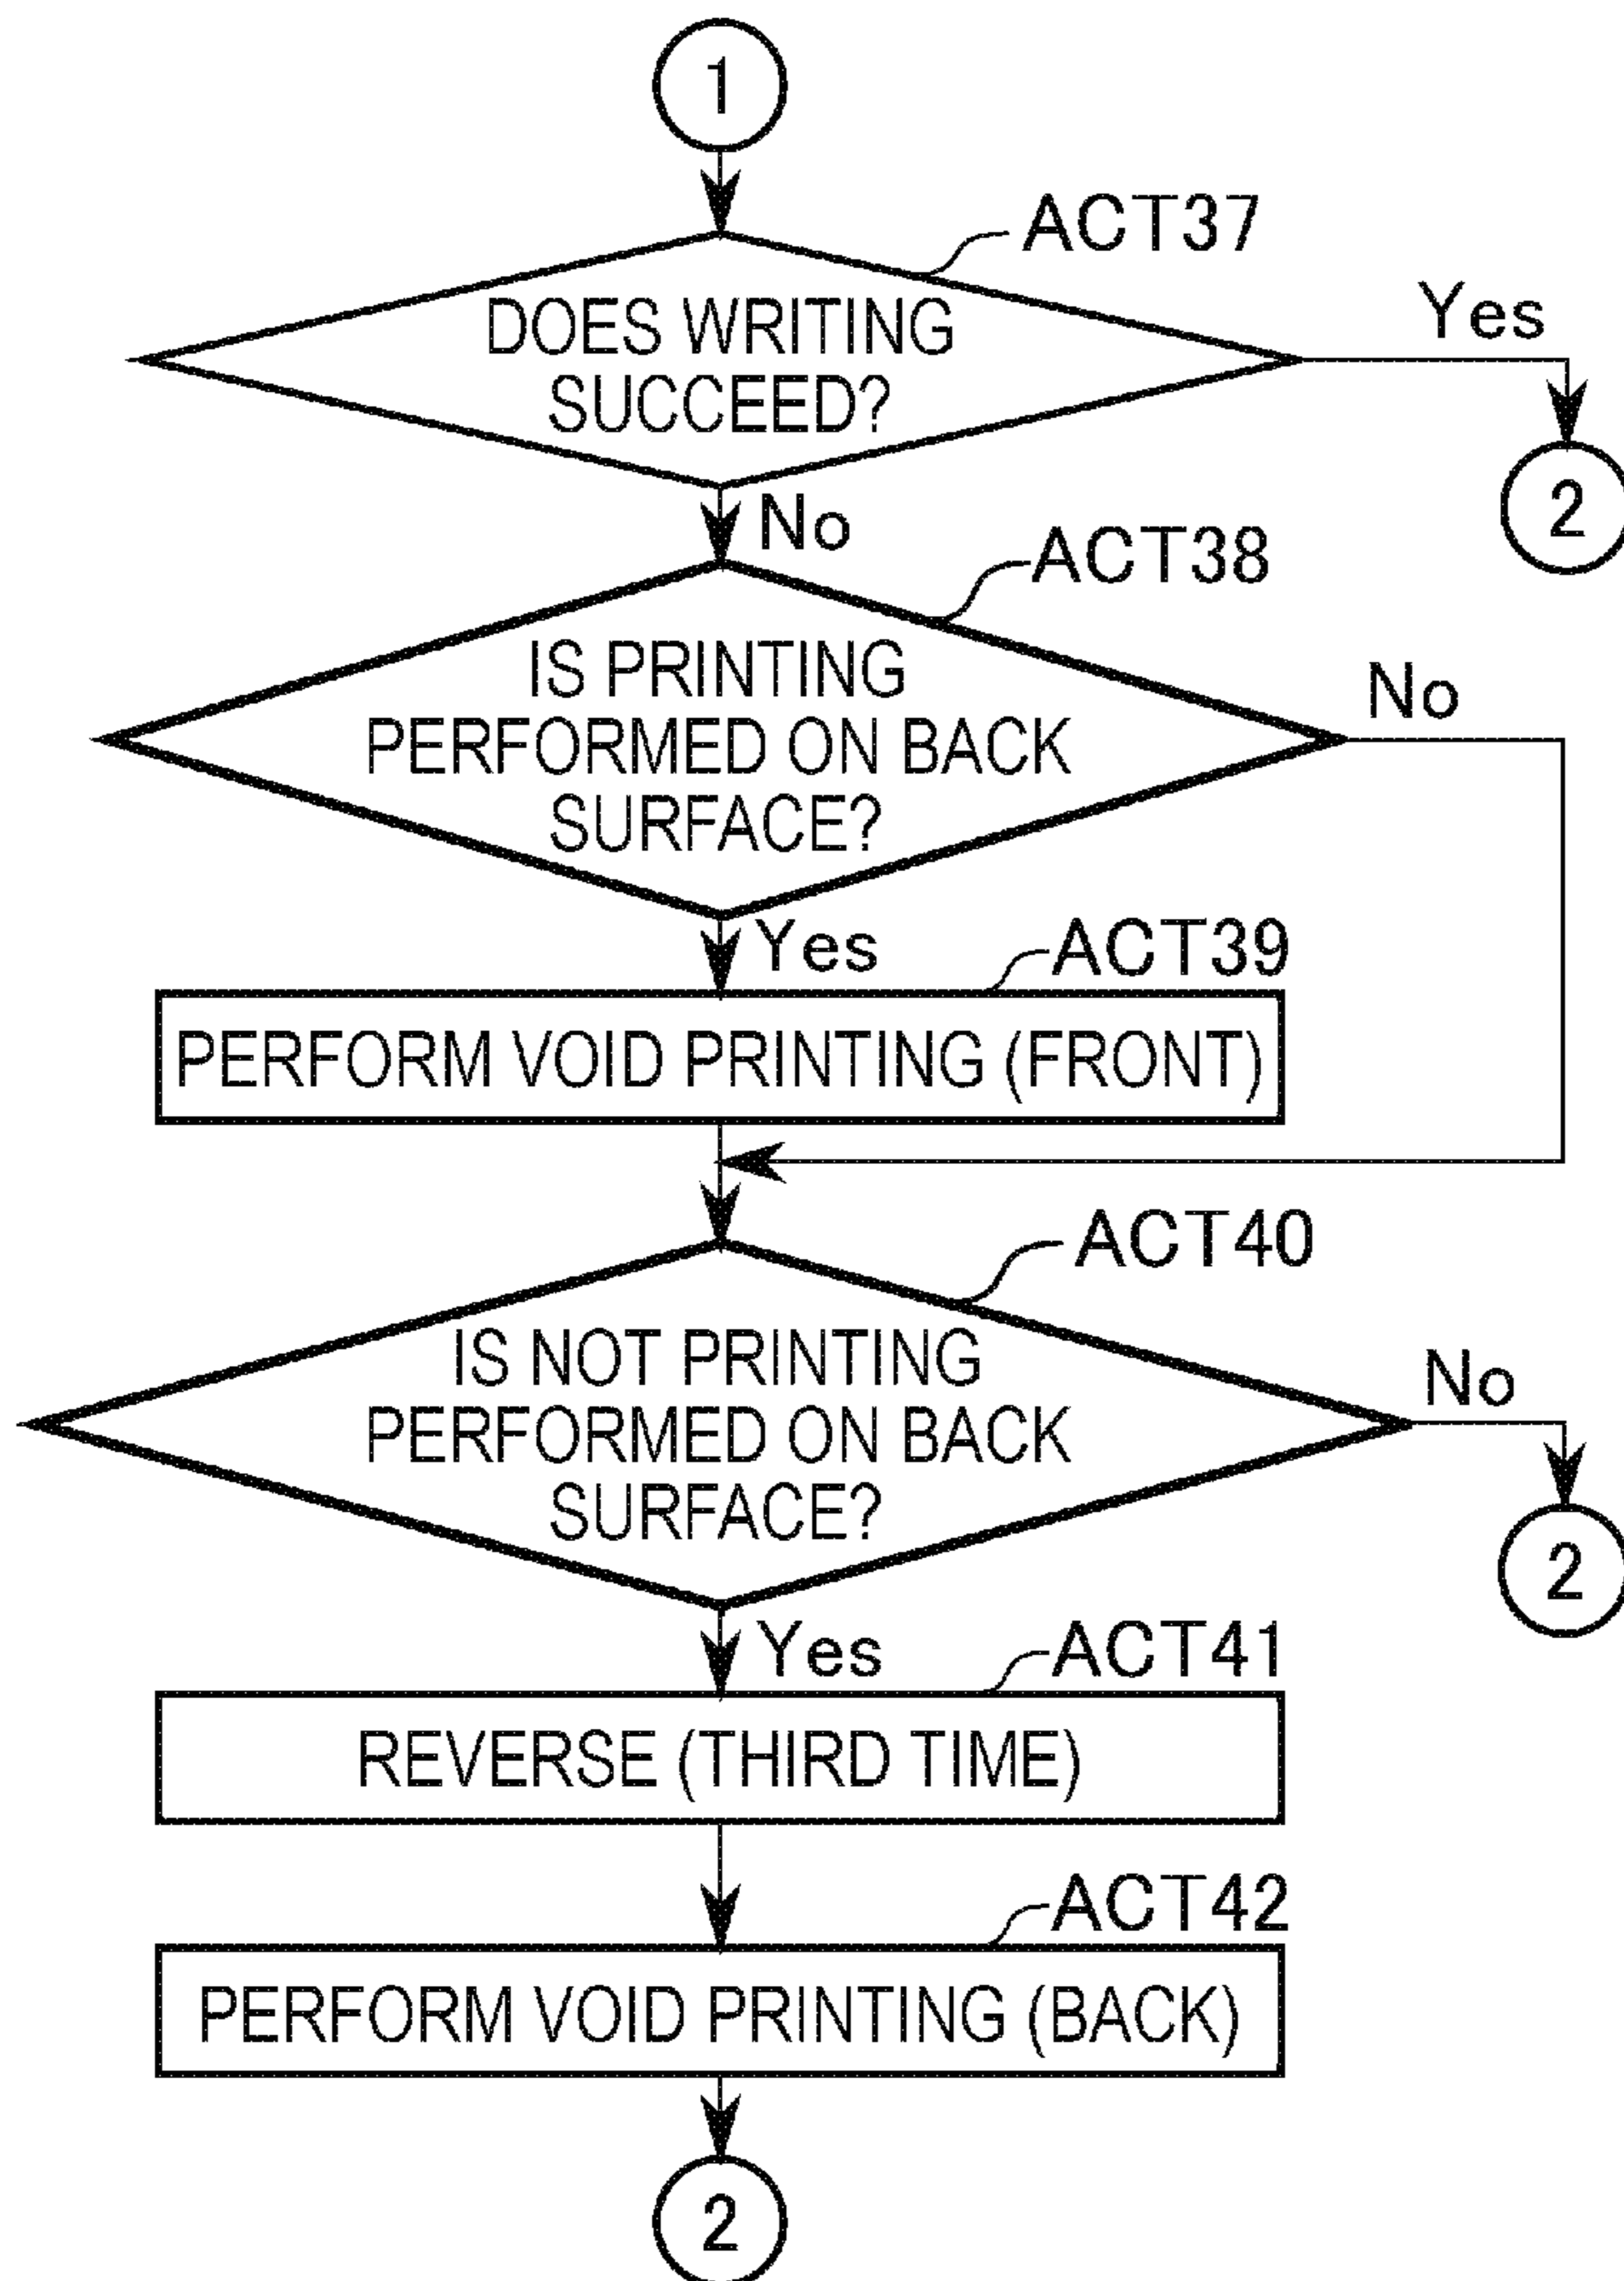 1
ACT37
DOES WRITING
SUCCEED?
Yes
2
No
ACT38
IS PRINTING
PERFORMED ON BACK
SURFACE?
No
Yes
ACT39
PERFORM VOID PRINTING (FRONT)
ACT40
IS NOT PRINTING
PERFORMED ON BACK
SURFACE?
No
2
Yes
ACT41
REVERSE (THIRD TIME)
ACT42
PERFORM VOID PRINTING (BACK)
2